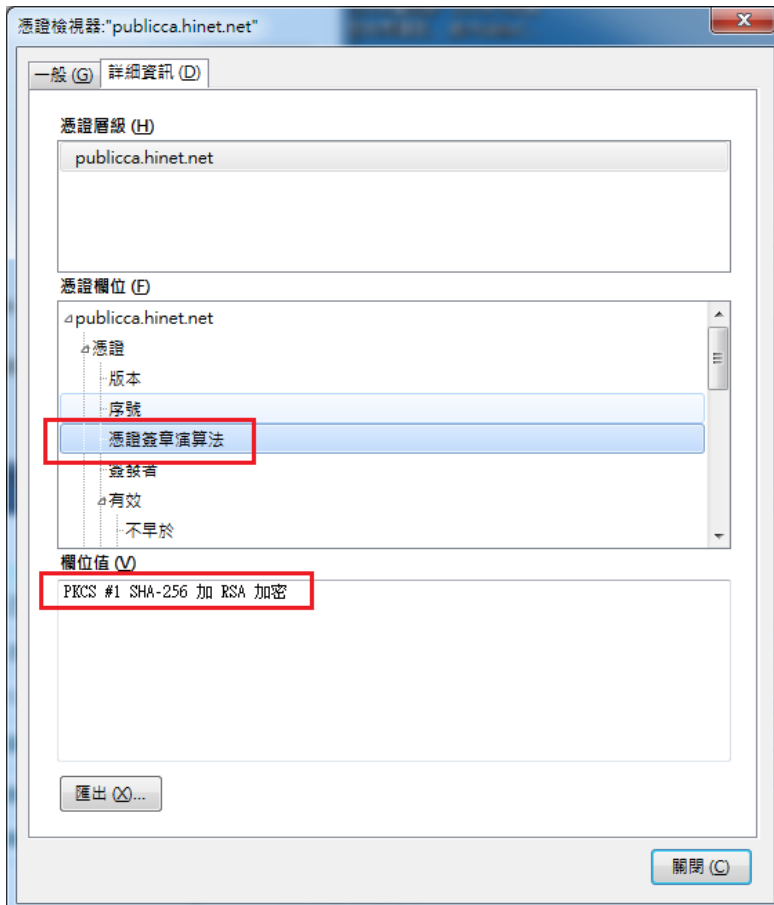 憑證檢視器:"publicca.hinet.net"
一般 (G) 詳細資訊 (D)
憑證層級 (H)
publicca.hinet.net
憑證欄位 (F)
publicca.hinet.net
憑證
版本
序號
憑證簽章演算法
簽發者
有效
不早於
欄位值 (V)
PKCS #1 SHA-256 加 RSA 加密
匯出 (X)...
關閉 (C)